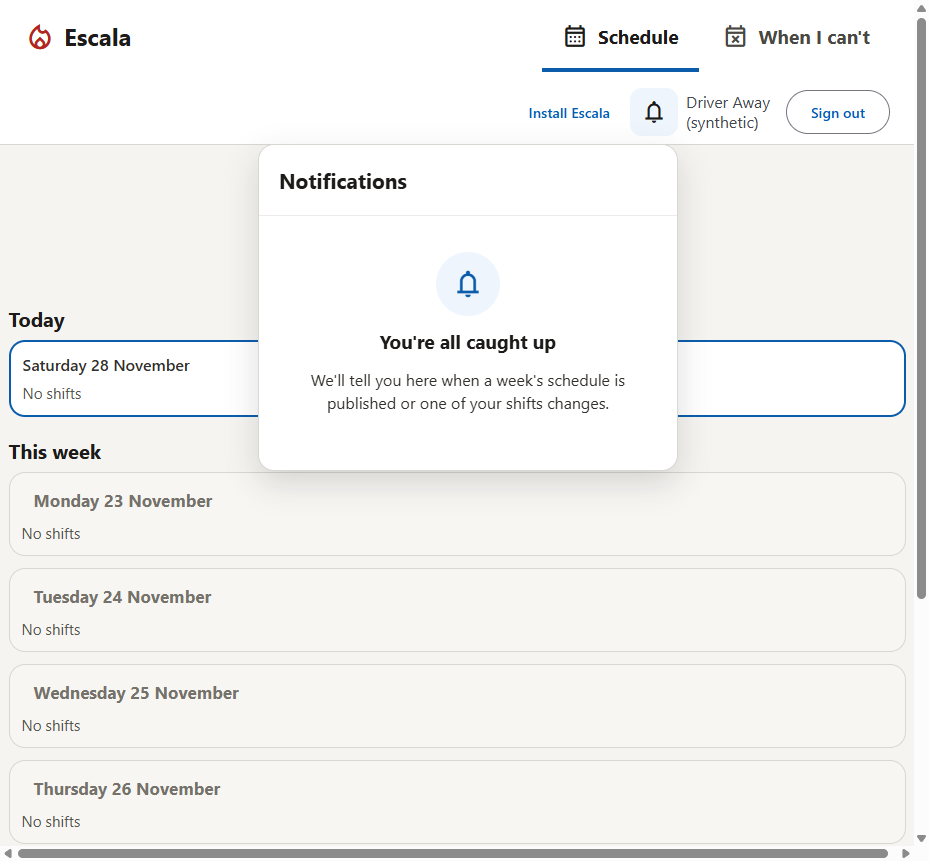 Escala
Schedule
When I can't
Install Escala
Driver Away
(synthetic)
Sign out
Notifications
You're all caught up
We'll tell you here when a week's schedule is
published or one of your shifts changes.
Today
Saturday 28 November
No shifts
This week
Monday 23 November
No shifts
Tuesday 24 November
No shifts
Wednesday 25 November
No shifts
Thursday 26 November
No shifts